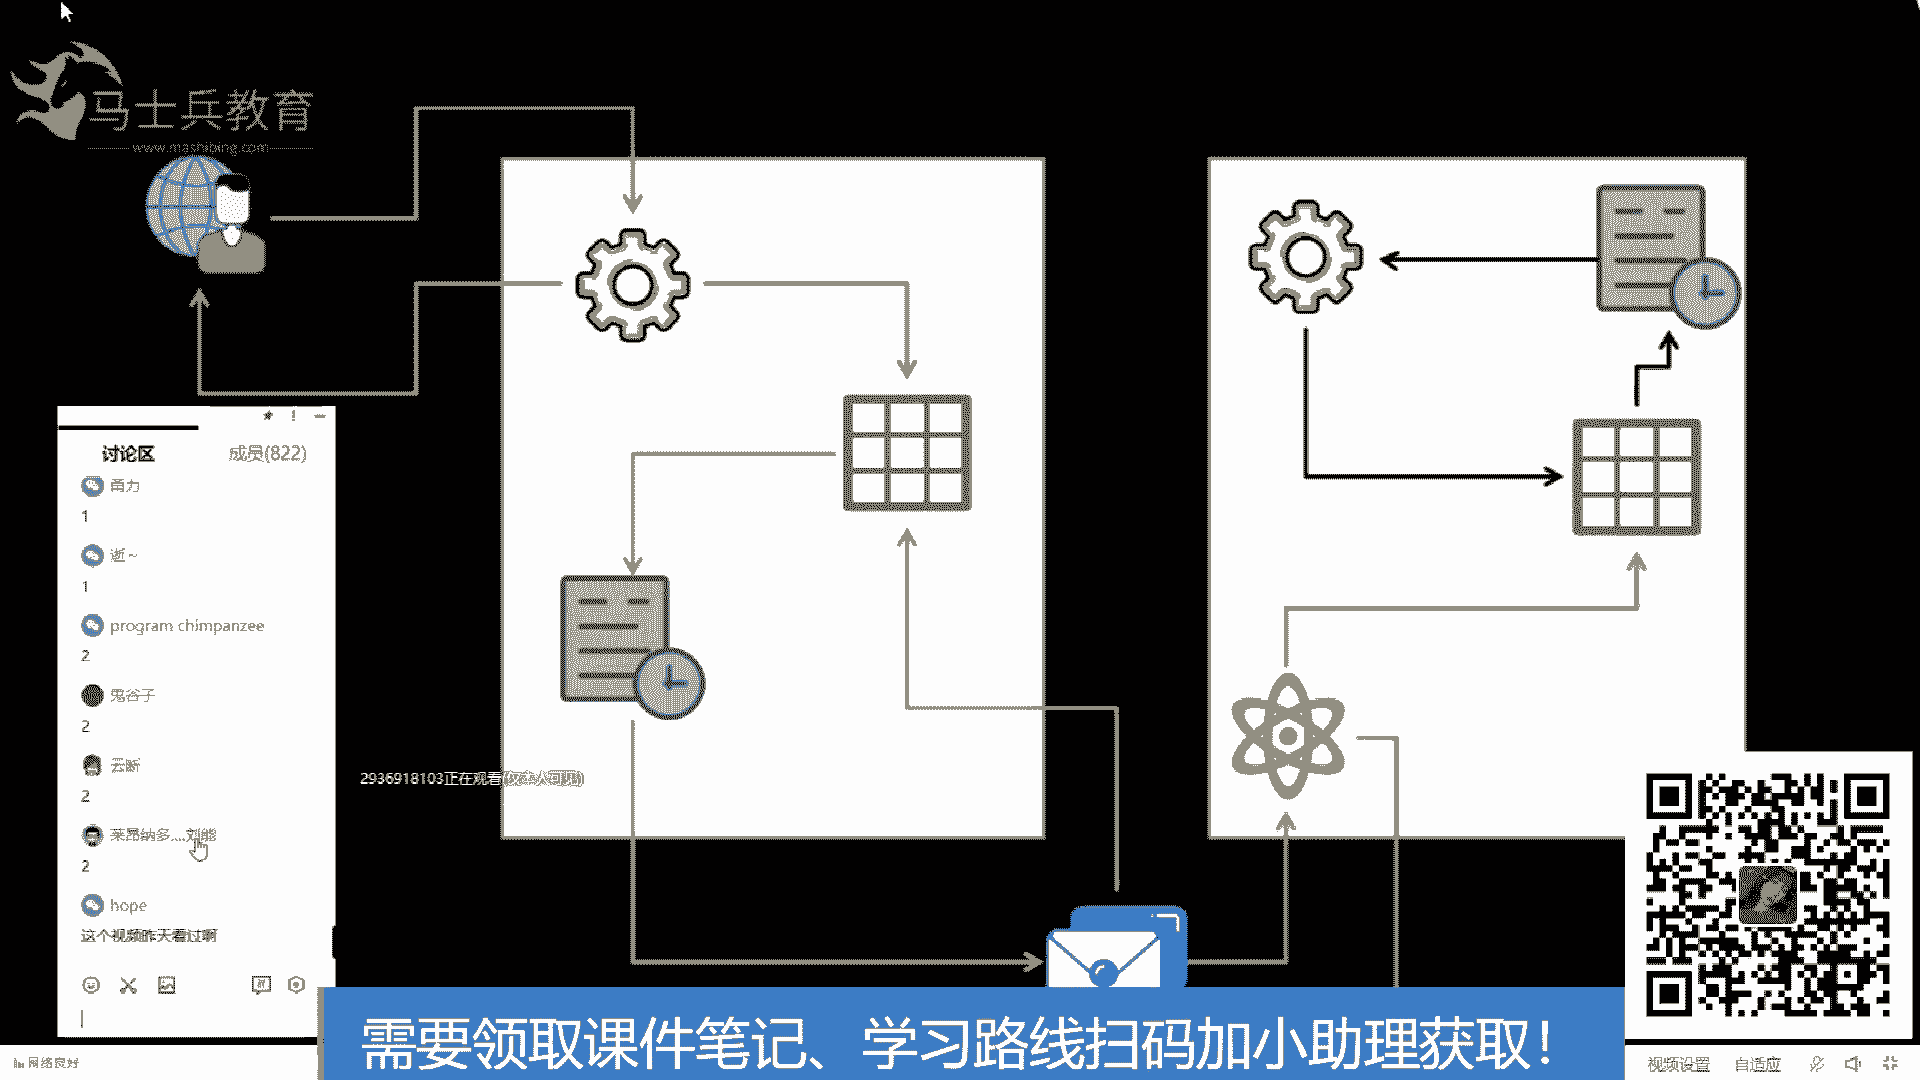 马士兵教育
www.mashibing.com
讨论区
成员(822)
甬力
1
逝~
1
program chimpanzee
2
鬼谷子
2
云断
2
莱昂纳多....刘能
2
hope
这个视频昨天看过啊
2936918103正在观看(仅本人可见)
需要领取课件笔记、学习路线扫码加小助理获取!
网络良好
视频设置
自适应